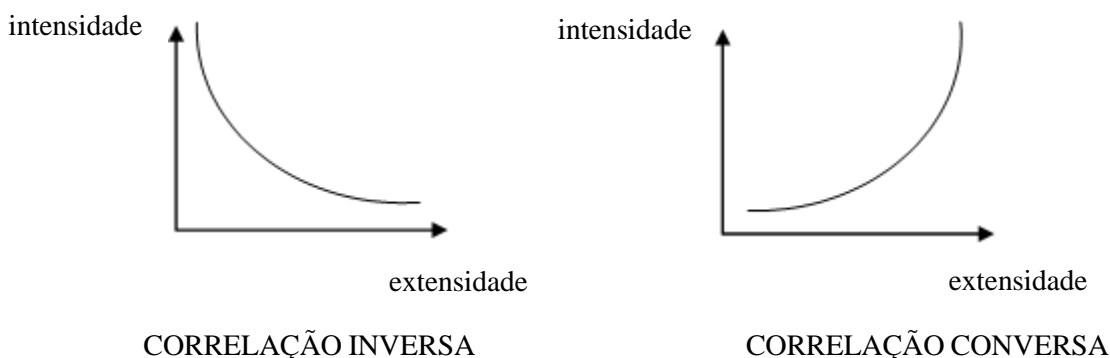 intensidade
intensidade
extensidade
extensidade
CORRELAÇÃO INVERSA
CORRELAÇÃO CONVERSA